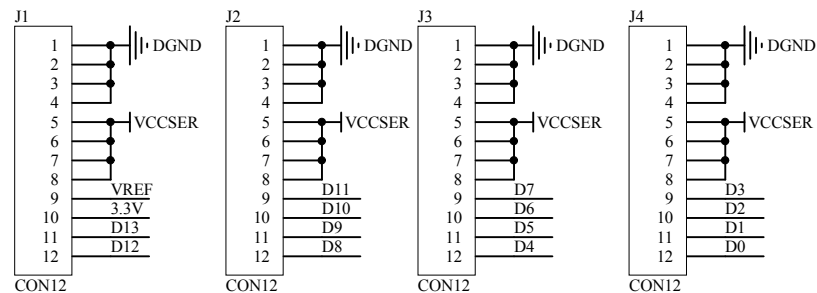 J1
1
DGND
2
3
4
5
VCCSER
6
7
8
VREF
9
3.3V
10
D13
11
D12
12
CON12
J2
1
DGND
2
3
4
5
VCCSER
6
7
8
D11
9
D10
10
D9
11
D8
12
CON12
J3
1
DGND
2
3
4
5
VCCSER
6
7
8
D7
9
D6
10
D5
11
D4
12
CON12
J4
1
DGND
2
3
4
5
VCCSER
6
7
8
D3
9
D2
10
D1
11
D0
12
CON12